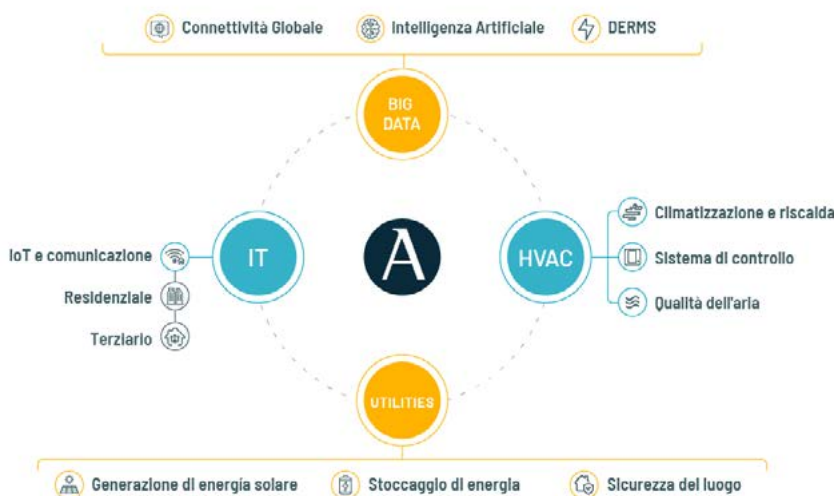 Connettività Globale
Intelligenza Artificiale
DERMS
BIG
DATA
IoT e comunicazione
Residenziale
Terziario
IT
A
HVAC
Climatizzazione e riscalda
Sistema di controllo
Qualità dell'aria
UTILITIES
Generazione di energia solare
Stoccaggio di energia
Sicurezza del luogo